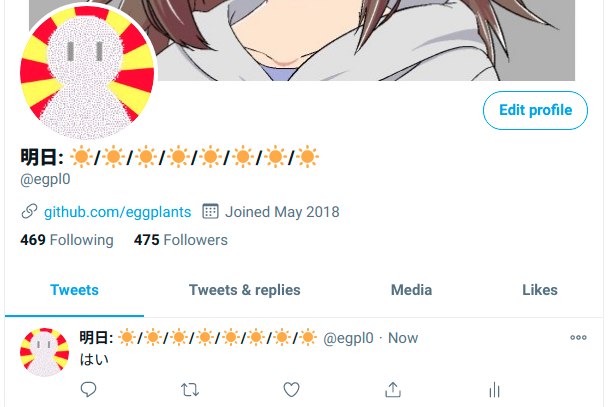 Edit profile
明日: ☀/☀/☀/☀/☀/☀/☀/☀
@egpl0
github.com/eggplants Joined May 2018
469 Following 475 Followers
Tweets Tweets & replies Media Likes
明日: ☀/☀/☀/☀/☀/☀/☀/☀ @egpl0 · Now
はい